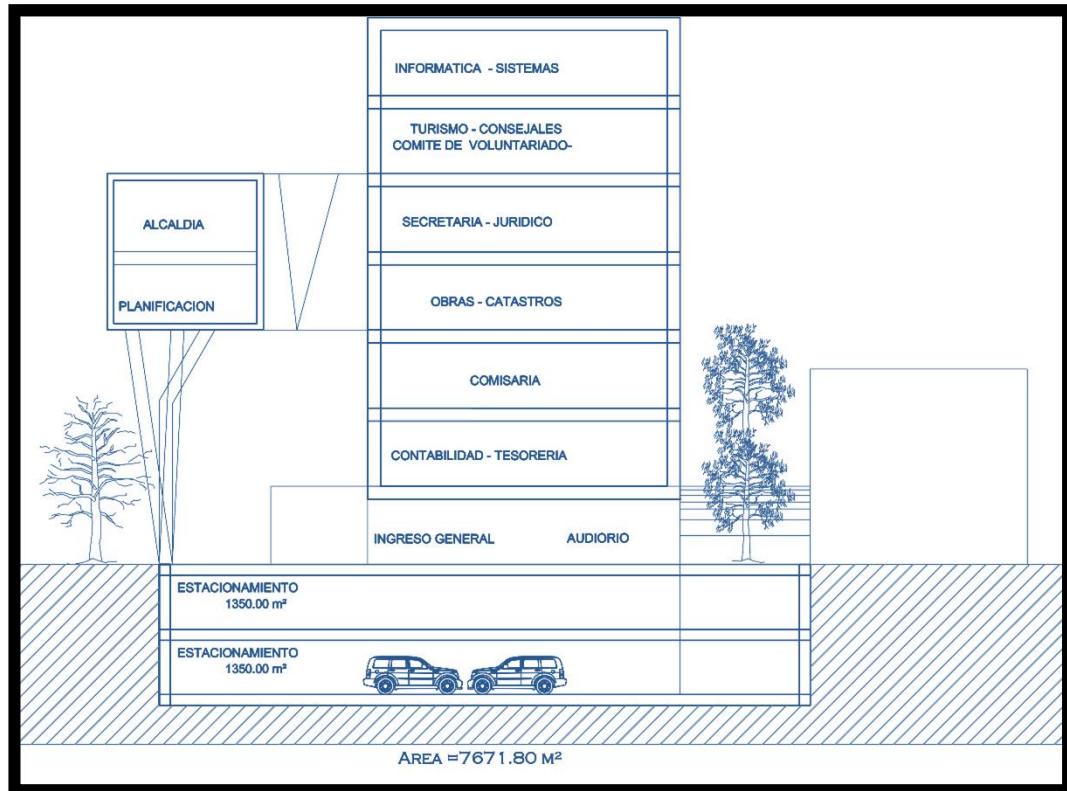 INFORMATICA - SISTEMAS
TURISMO - CONSEJALES
COMITE DE VOLUNTARIADO-
ALCALDIA
SECRETARIA - JURIDICO
PLANIFICACION
OBRAS - CATASTROS
COMISARIA
CONTABILIDAD - TESORERIA
INGRESO GENERAL AUDIORIO
ESTACIONAMIENTO
1350.00 m²
ESTACIONAMIENTO
1350.00 m²
AREA =7671.80 M²